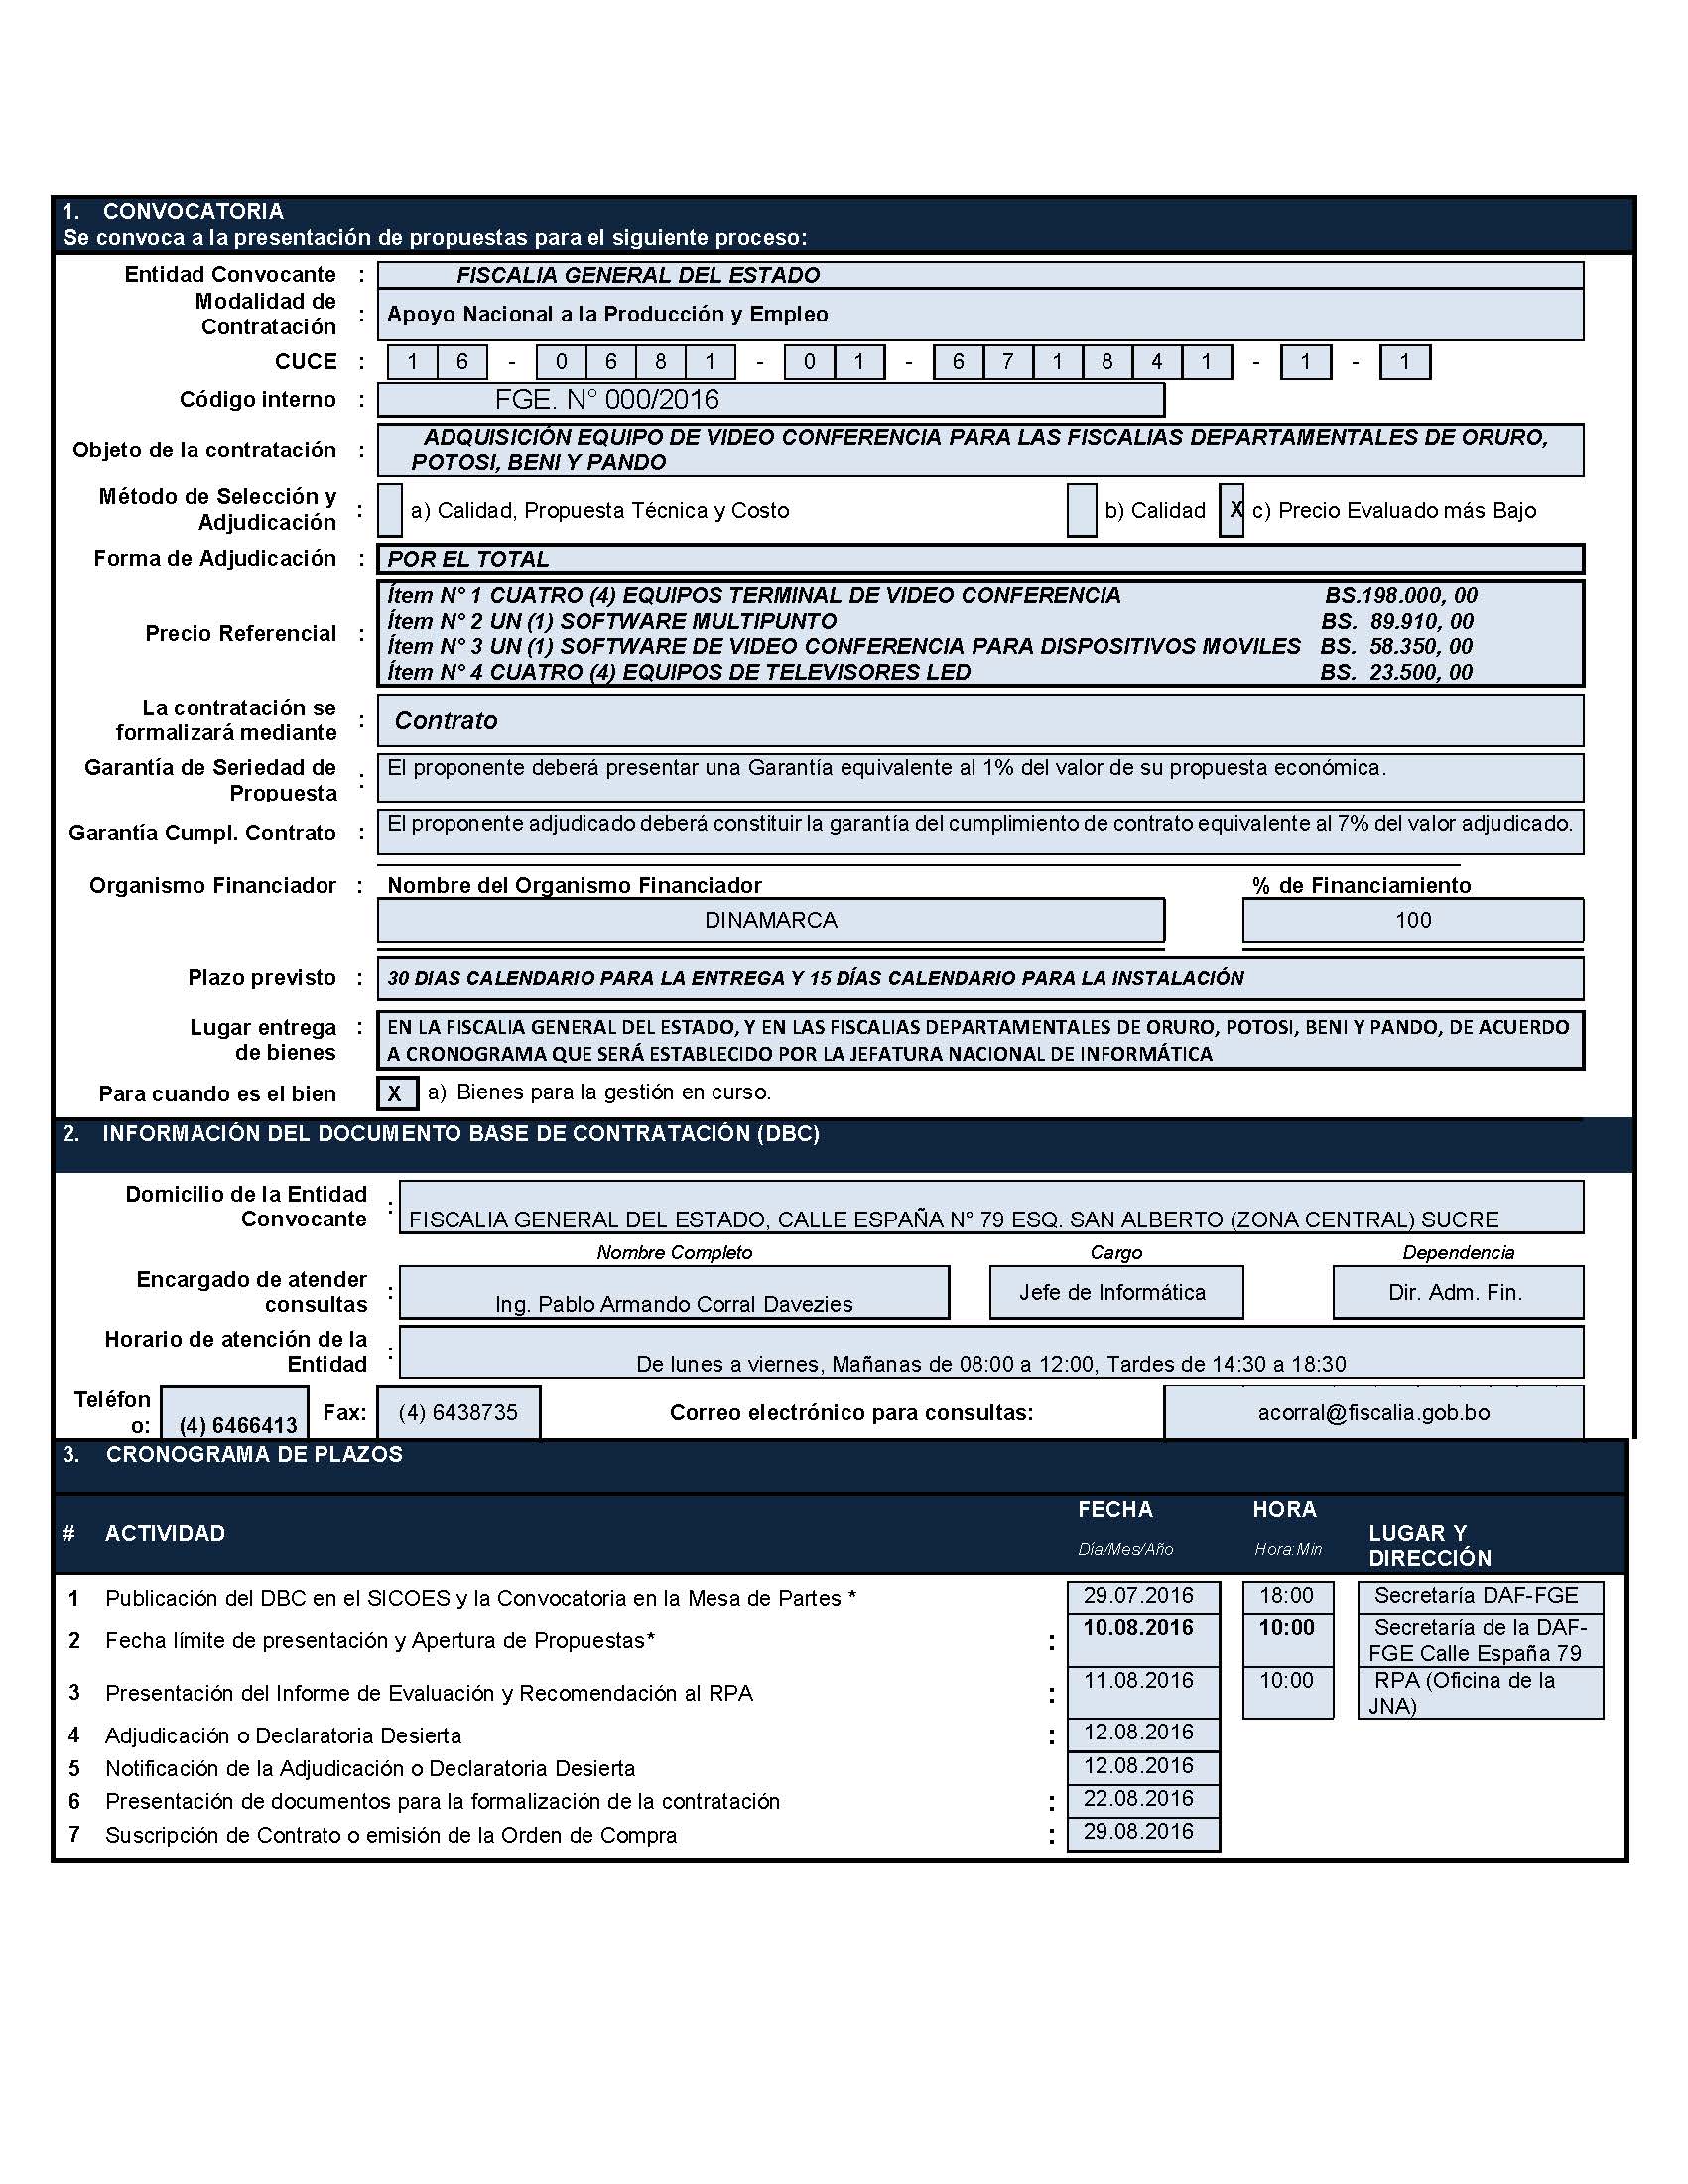 1. CONVOCATORIA
Se convoca a la presentación de propuestas para el siguiente proceso:
Entidad Convocante : FISCALIA GENERAL DEL ESTADO
Modalidad de
Contratación : Apoyo Nacional a la Producción y Empleo
CUCE : 1 6 - 0 6 8 1 - 0 1 - 6 7 1 8 4 1 - 1 - 1
Código interno : FGE. N° 000/2016
Objeto de la contratación : ADQUISICIÓN EQUIPO DE VIDEO CONFERENCIA PARA LAS FISCALIAS DEPARTAMENTALES DE ORURO,
POTOSI, BENI Y PANDO
Método de Selección y
Adjudicación : a) Calidad, Propuesta Técnica y Costo b) Calidad X c) Precio Evaluado más Bajo
Forma de Adjudicación : POR EL TOTAL
Precio Referencial :
Ítem N° 1 CUATRO (4) EQUIPOS TERMINAL DE VIDEO CONFERENCIA BS.198.000, 00
Ítem N° 2 UN (1) SOFTWARE MULTIPUNTO BS. 89.910, 00
Ítem N° 3 UN (1) SOFTWARE DE VIDEO CONFERENCIA PARA DISPOSITIVOS MOVILES BS. 58.350, 00
Ítem N° 4 CUATRO (4) EQUIPOS DE TELEVISORES LED BS. 23.500, 00
La contratación se
formalizará mediante : Contrato
Garantía de Seriedad de
Propuesta : El proponente deberá presentar una Garantía equivalente al 1% del valor de su propuesta económica.
Garantía Cumpl. Contrato : El proponente adjudicado deberá constituir la garantía del cumplimiento de contrato equivalente al 7% del valor adjudicado.
Organismo Financiador : Nombre del Organismo Financiador % de Financiamiento
DINAMARCA 100
Plazo previsto : 30 DIAS CALENDARIO PARA LA ENTREGA Y 15 DÍAS CALENDARIO PARA LA INSTALACIÓN
Lugar entrega
de bienes : EN LA FISCALIA GENERAL DEL ESTADO, Y EN LAS FISCALIAS DEPARTAMENTALES DE ORURO, POTOSI, BENI Y PANDO, DE ACUERDO
A CRONOGRAMA QUE SERÁ ESTABLECIDO POR LA JEFATURA NACIONAL DE INFORMÁTICA
Para cuando es el bien X a) Bienes para la gestión en curso.
2. INFORMACIÓN DEL DOCUMENTO BASE DE CONTRATACIÓN (DBC)
Domicilio de la Entidad
Convocante : FISCALIA GENERAL DEL ESTADO, CALLE ESPAÑA N° 79 ESQ. SAN ALBERTO (ZONA CENTRAL) SUCRE
Nombre Completo Cargo Dependencia
Encargado de atender
consultas : Ing. Pablo Armando Corral Davezies Jefe de Informática Dir. Adm. Fin.
Horario de atención de la
Entidad : De lunes a viernes, Mañanas de 08:00 a 12:00, Tardes de 14:30 a 18:30
Teléfon
o: (4) 6466413 Fax: (4) 6438735 Correo electrónico para consultas: acorral@fiscalia.gob.bo
3. CRONOGRAMA DE PLAZOS
# ACTIVIDAD FECHA HORA LUGAR Y
DIRECCIÓN
Día/Mes/Año Hora:Min
1 Publicación del DBC en el SICOES y la Convocatoria en la Mesa de Partes * 29.07.2016 18:00 Secretaría DAF-FGE
2 Fecha límite de presentación y Apertura de Propuestas* : 10.08.2016 10:00 Secretaría de la DAF-
FGE Calle España 79
3 Presentación del Informe de Evaluación y Recomendación al RPA : 11.08.2016 10:00 RPA (Oficina de la
JNA)
4 Adjudicación o Declaratoria Desierta : 12.08.2016
5 Notificación de la Adjudicación o Declaratoria Desierta 12.08.2016
6 Presentación de documentos para la formalización de la contratación : 22.08.2016
7 Suscripción de Contrato o emisión de la Orden de Compra : 29.08.2016